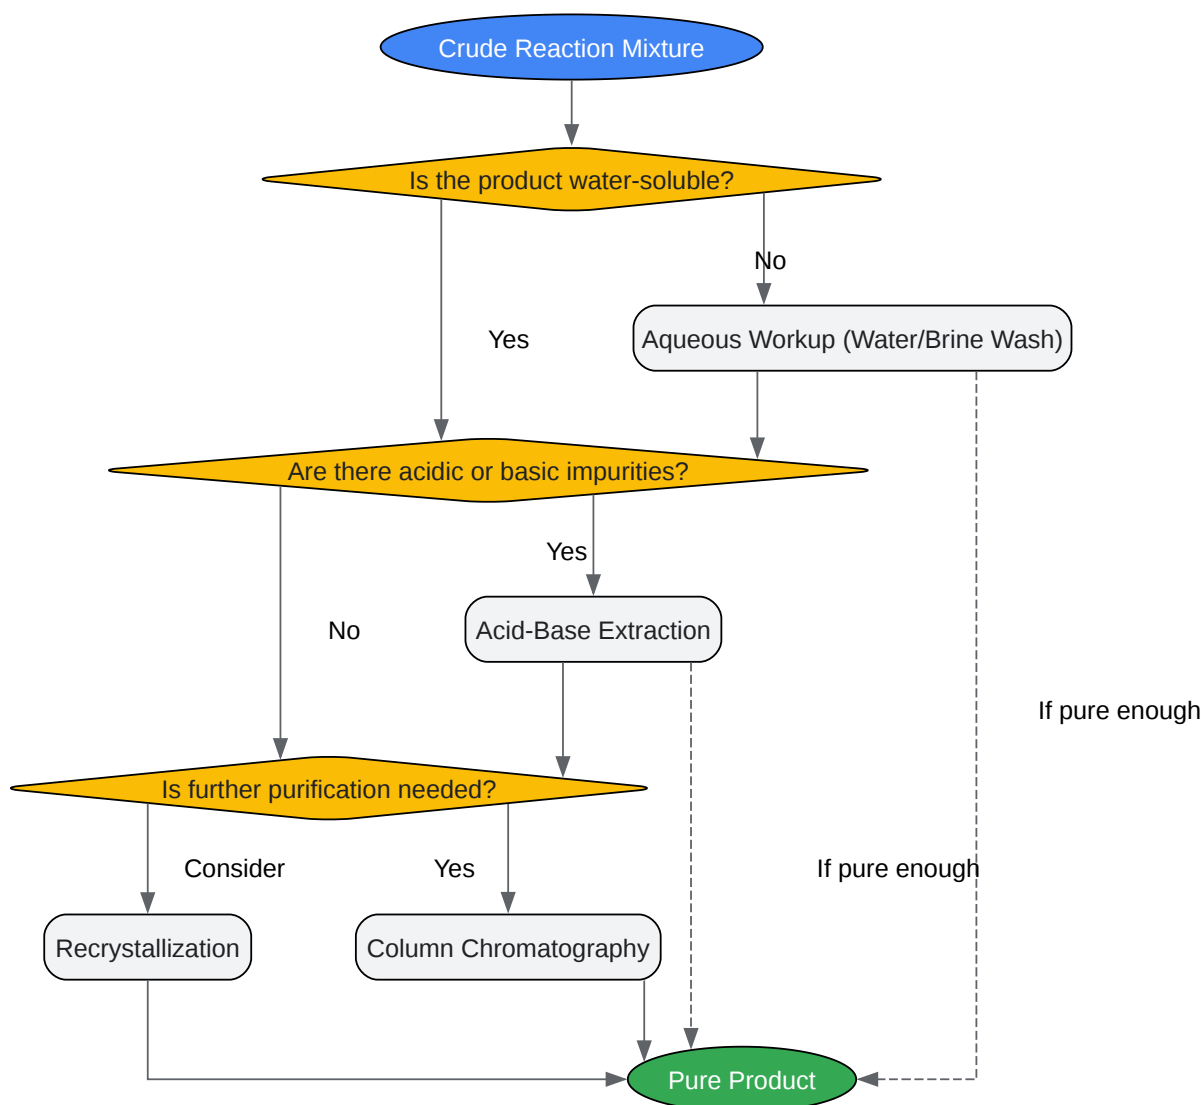 Crude Reaction Mixture
Is the product water-soluble?
No
Yes
Aqueous Workup (Water/Brine Wash)
Are there acidic or basic impurities?
Yes
No
Acid-Base Extraction
If pure enough
Is further purification needed?
Consider
Yes
If pure enough
Recrystallization
Column Chromatography
Pure Product